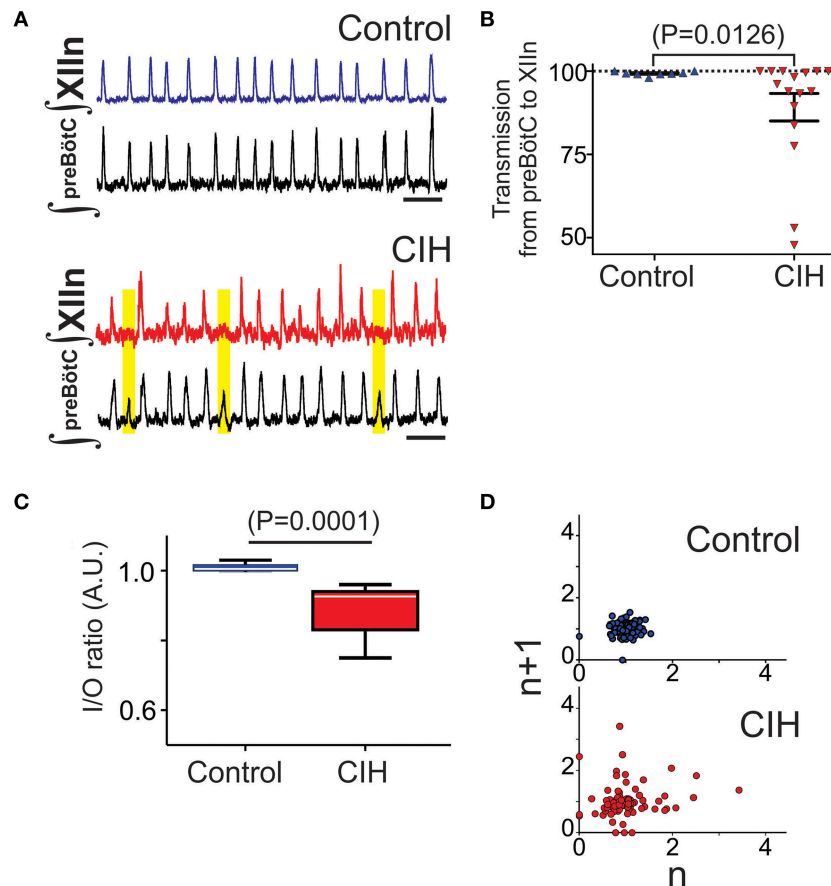 A
Control
∫XIIn
∫preBötC
CIH
∫XIIn
∫preBötC
B
(P=0.0126)
Transmission
from preBötC to XIIn
100
75
50
Control
CIH
C
(P=0.0001)
I/O ratio (A.U.)
1.0
0.6
Control
CIH
D
Control
4
2
0
0
2
4
n+1
CIH
4
2
0
0
2
4
n